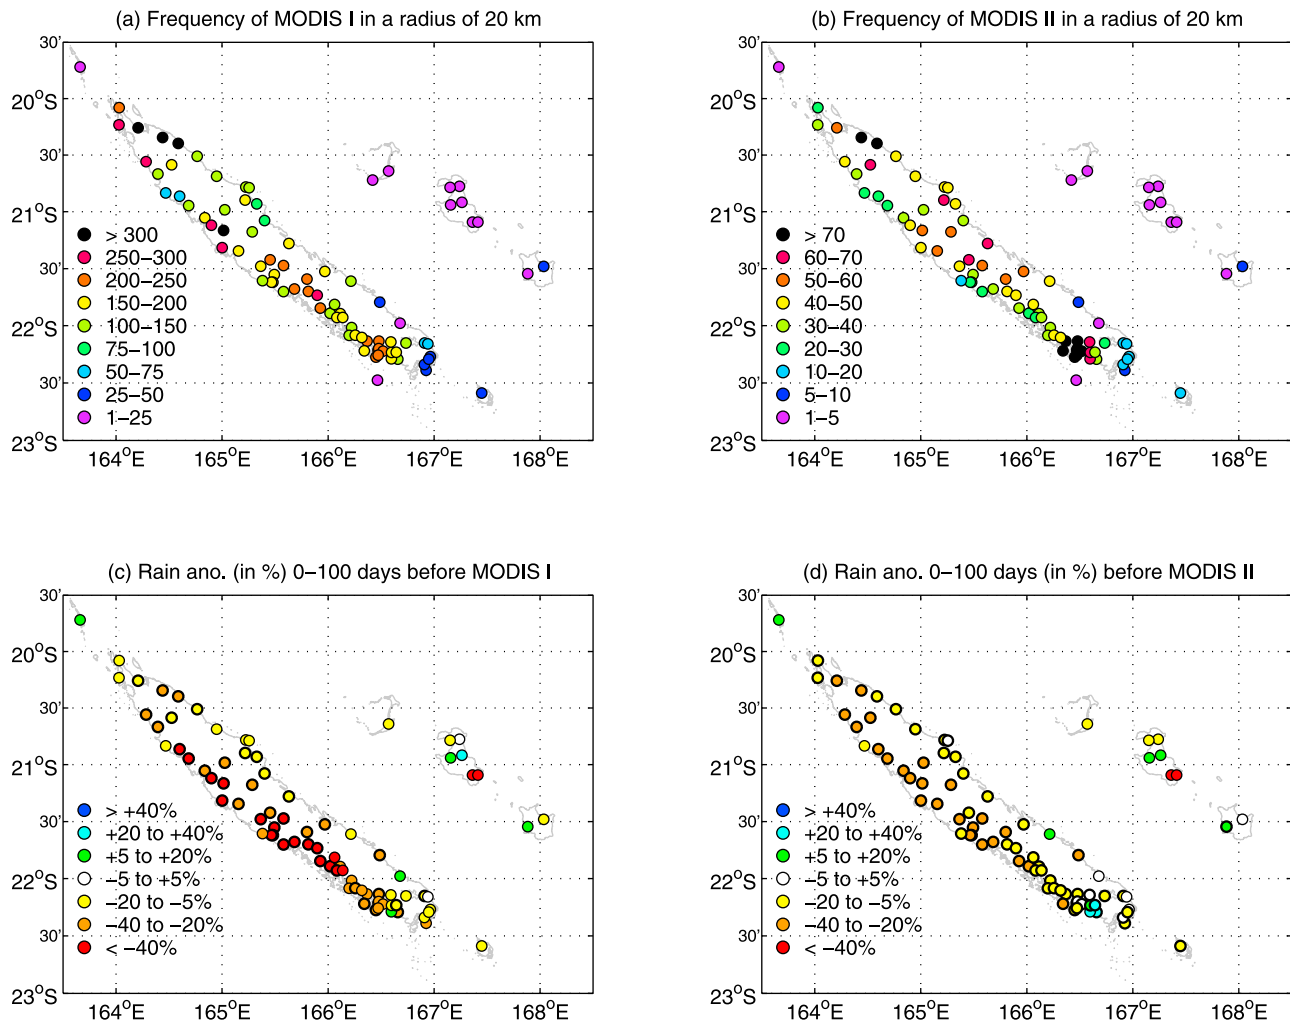 (a) Frequency of MODIS I in a radius of 20 km
30'
20°S
30'
21°S
30'
22°S
30'
23°S
> 300
250–300
200–250
150–200
100–150
75–100
50–75
25–50
1–25
164°E 165°E 166°E 167°E 168°E
(b) Frequency of MODIS II in a radius of 20 km
30'
20°S
30'
21°S
30'
22°S
30'
23°S
> 70
60–70
50–60
40–50
30–40
20–30
10–20
5–10
1–5
164°E 165°E 166°E 167°E 168°E
(c) Rain ano. (in %) 0–100 days before MODIS I
30'
20°S
30'
21°S
30'
22°S
30'
23°S
> +40%
+20 to +40%
+5 to +20%
–5 to +5%
–20 to –5%
–40 to –20%
< –40%
164°E 165°E 166°E 167°E 168°E
(d) Rain ano. 0–100 days (in %) before MODIS II
30'
20°S
30'
21°S
30'
22°S
30'
23°S
> +40%
+20 to +40%
+5 to +20%
–5 to +5%
–20 to –5%
–40 to –20%
< –40%
164°E 165°E 166°E 167°E 168°E